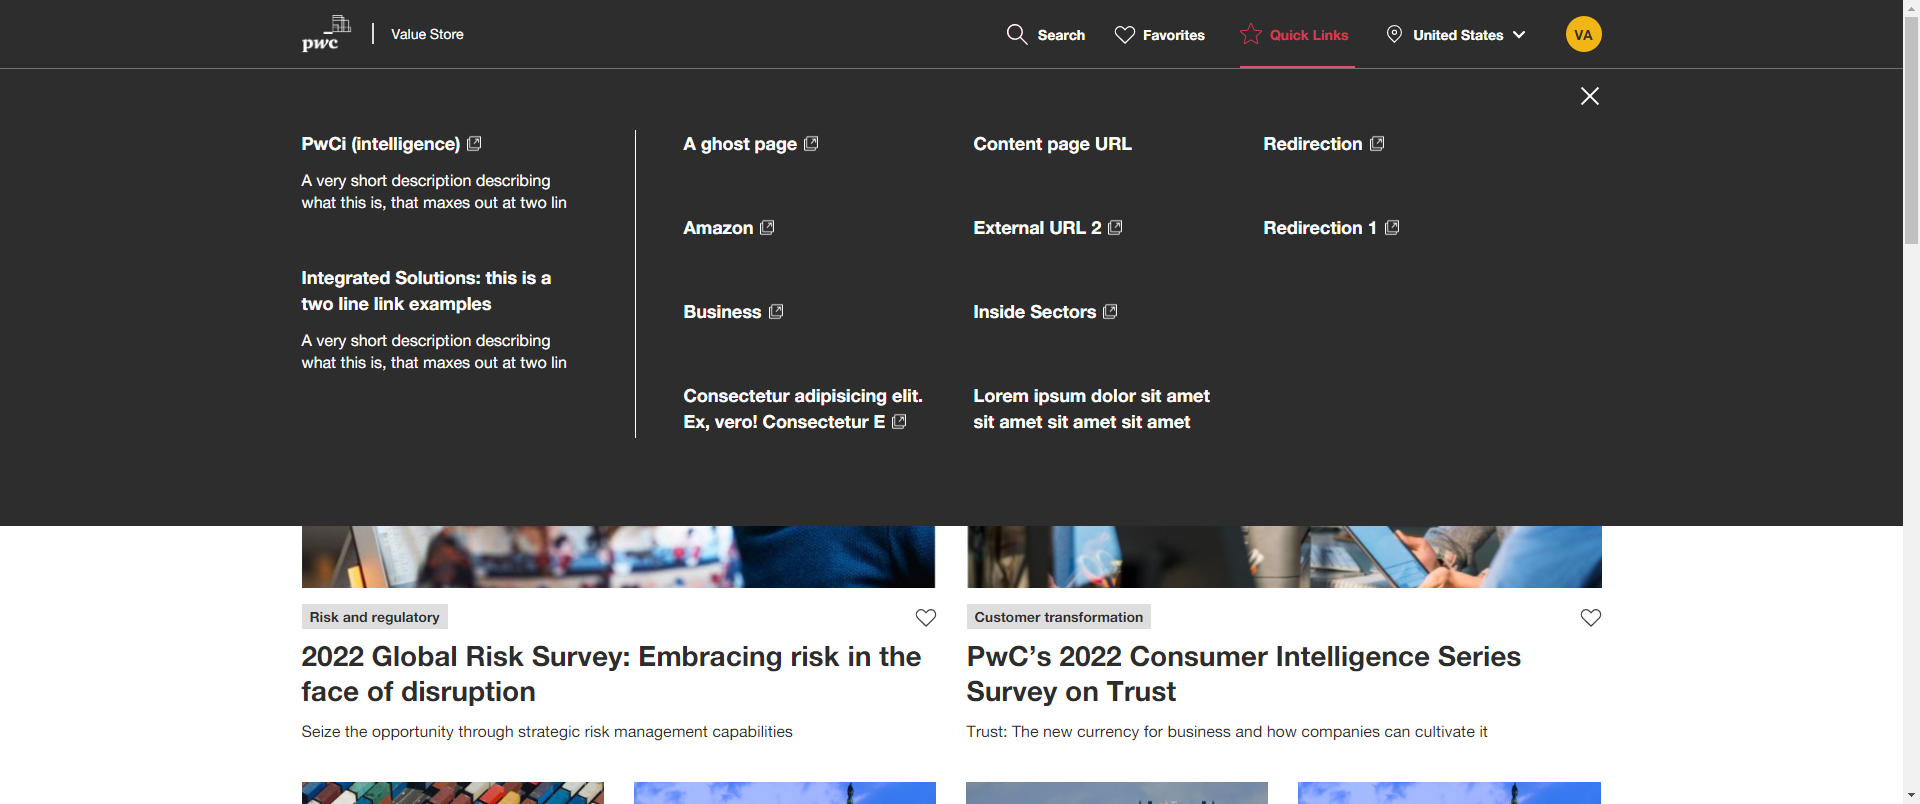 pwc
Value Store
Search
Favorites
Quick Links
United States
VA
PwCi (intelligence)
A very short description describing
what this is, that maxes out at two lin
Integrated Solutions: this is a
two line link examples
A very short description describing
what this is, that maxes out at two lin
A ghost page
Amazon
Business
Consectetur adipisicing elit.
Ex, vero! Consectetur E
Content page URL
External URL 2
Inside Sectors
Lorem ipsum dolor sit amet
sit amet sit amet sit amet
Redirection
Redirection 1
Risk and regulatory
2022 Global Risk Survey: Embracing risk in the
face of disruption
Seize the opportunity through strategic risk management capabilities
Customer transformation
PwC’s 2022 Consumer Intelligence Series
Survey on Trust
Trust: The new currency for business and how companies can cultivate it